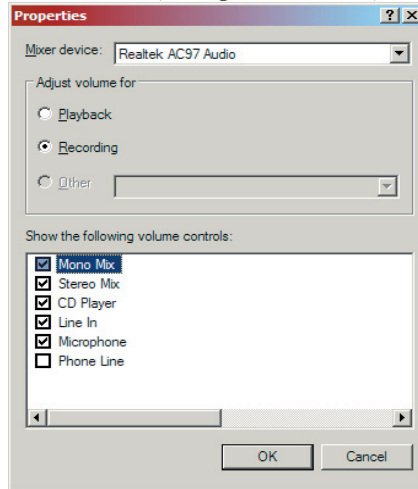 Properties
Mixer device: Realtek AC97 Audio
Adjust volume for
Playback
Recording
Other
Show the following volume controls:
Mono Mix
Stereo Mix
CD Player
Line In
Microphone
Phone Line
OK Cancel